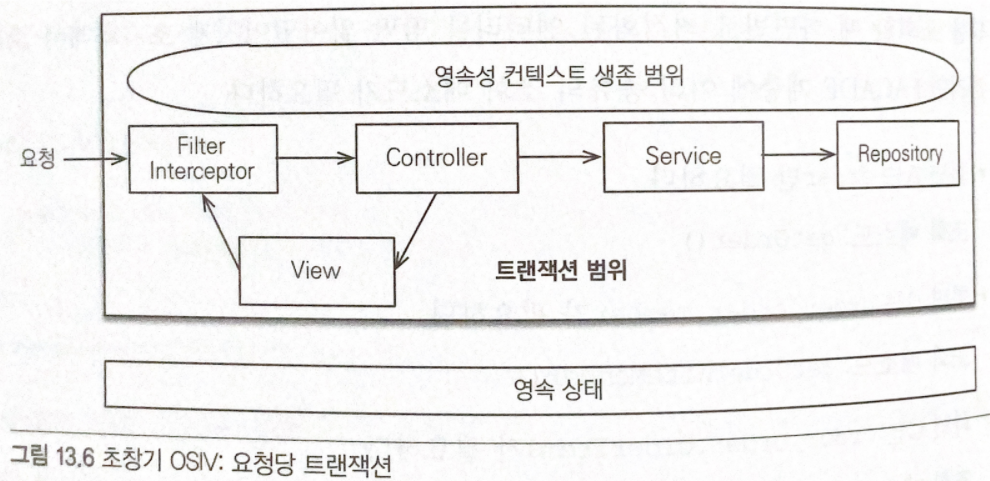 영속성 컨텍스트 생존 범위
요청
Filter
Interceptor
Controller
Service
Repository
View
트랜잭션 범위
영속 상태
그림 13.6 초창기 OSIV: 요청당 트랜잭션